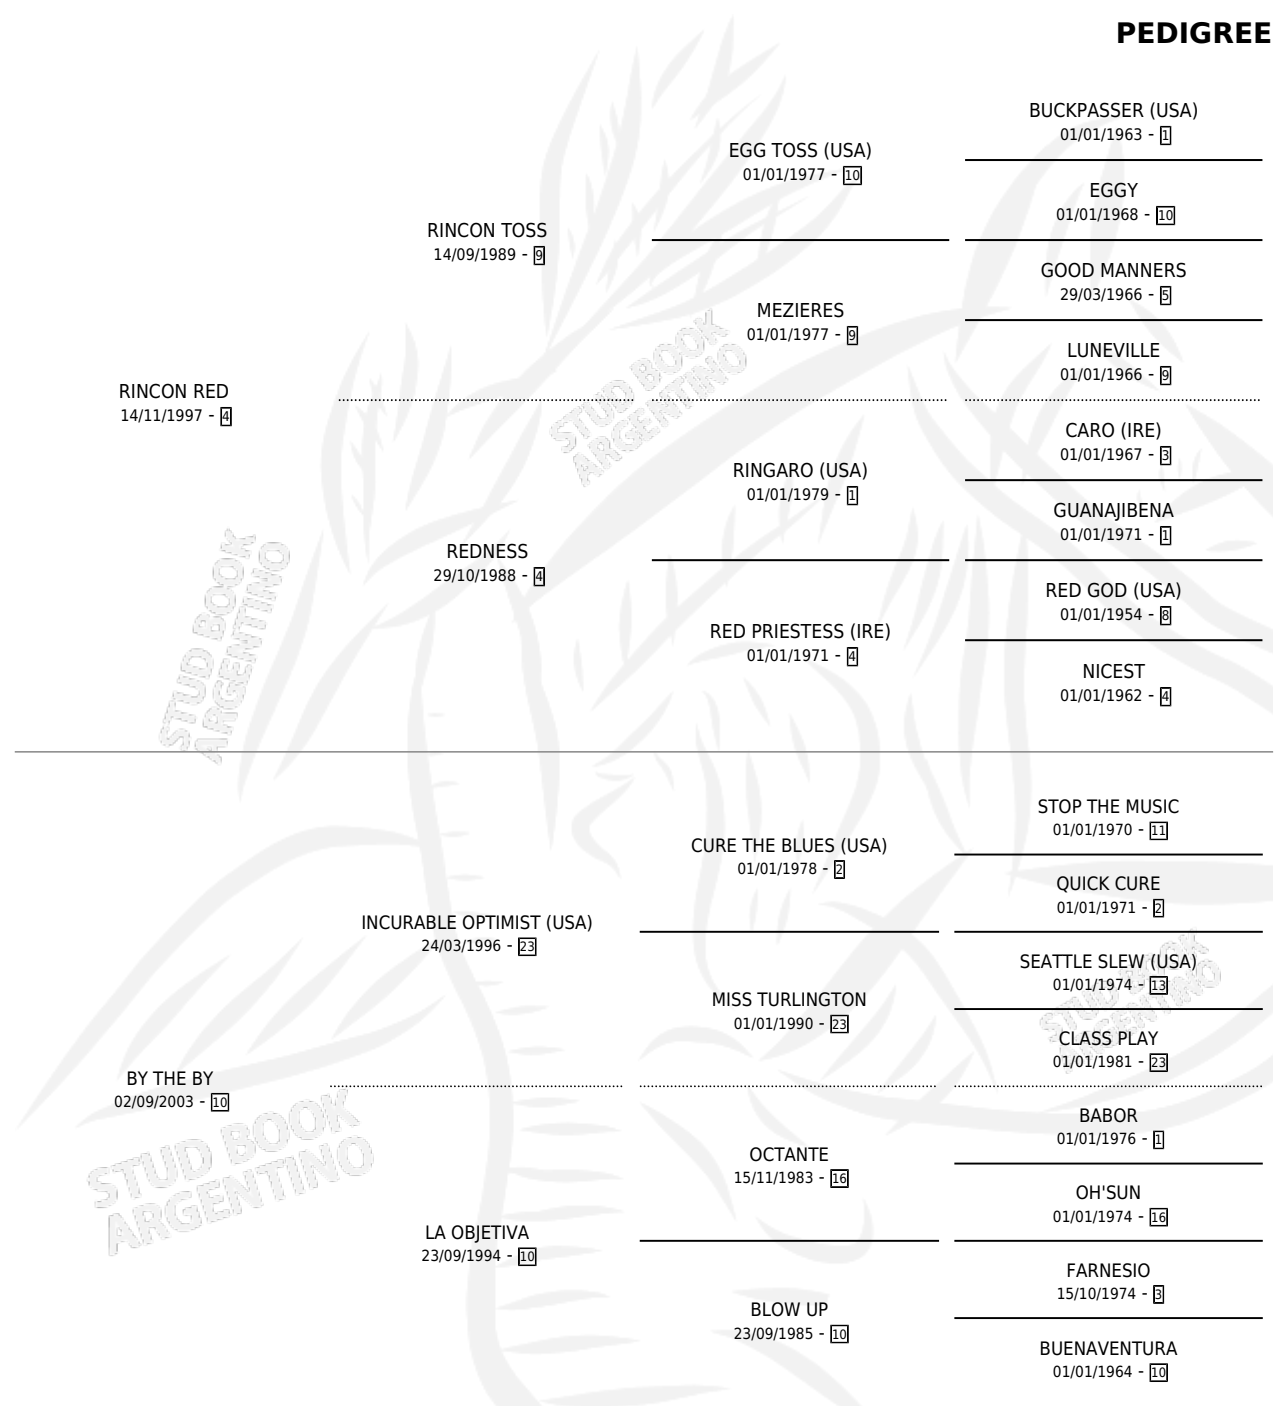 PEDIGREE
BUCKPASSER (USA)
01/01/1963 - 1
EGG TOSS (USA)
01/01/1977 - 10
EGGY
01/01/1968 - 10
RINCON TOSS
14/09/1989 - 9
GOOD MANNERS
29/03/1966 - 5
MEZIERES
01/01/1977 - 9
LUNEVILLE
01/01/1966 - 9
RINCON RED
14/11/1997 - 4
STUD BOOK
ARGENTINO
CARO (IRE)
01/01/1967 - 3
RINGARO (USA)
01/01/1979 - 1
GUANAJIBENA
01/01/1971 - 1
REDNESS
29/10/1988 - 4
RED GOD (USA)
01/01/1954 - 8
RED PRIESTESS (IRE)
01/01/1971 - 4
NICEST
01/01/1962 - 4
STUD BOOK
ARGENTINO
STOP THE MUSIC
01/01/1970 - 11
CURE THE BLUES (USA)
01/01/1978 - 2
QUICK CURE
01/01/1971 - 2
INCURABLE OPTIMIST (USA)
24/03/1996 - 23
SEATTLE SLEW (USA)
01/01/1974 - 13
MISS TURLINGTON
01/01/1990 - 23
STUD BOOK
ARGENTINO
CLASS PLAY
01/01/1981 - 23
BY THE BY
02/09/2003 - 10
BABOR
01/01/1976 - 1
OCTANTE
15/11/1983 - 16
OH'SUN
01/01/1974 - 16
STUD BOOK
ARGENTINO
LA OBJETIVA
23/09/1994 - 10
FARNESIO
15/10/1974 - 3
BLOW UP
23/09/1985 - 10
BUENAVENTURA
01/01/1964 - 10